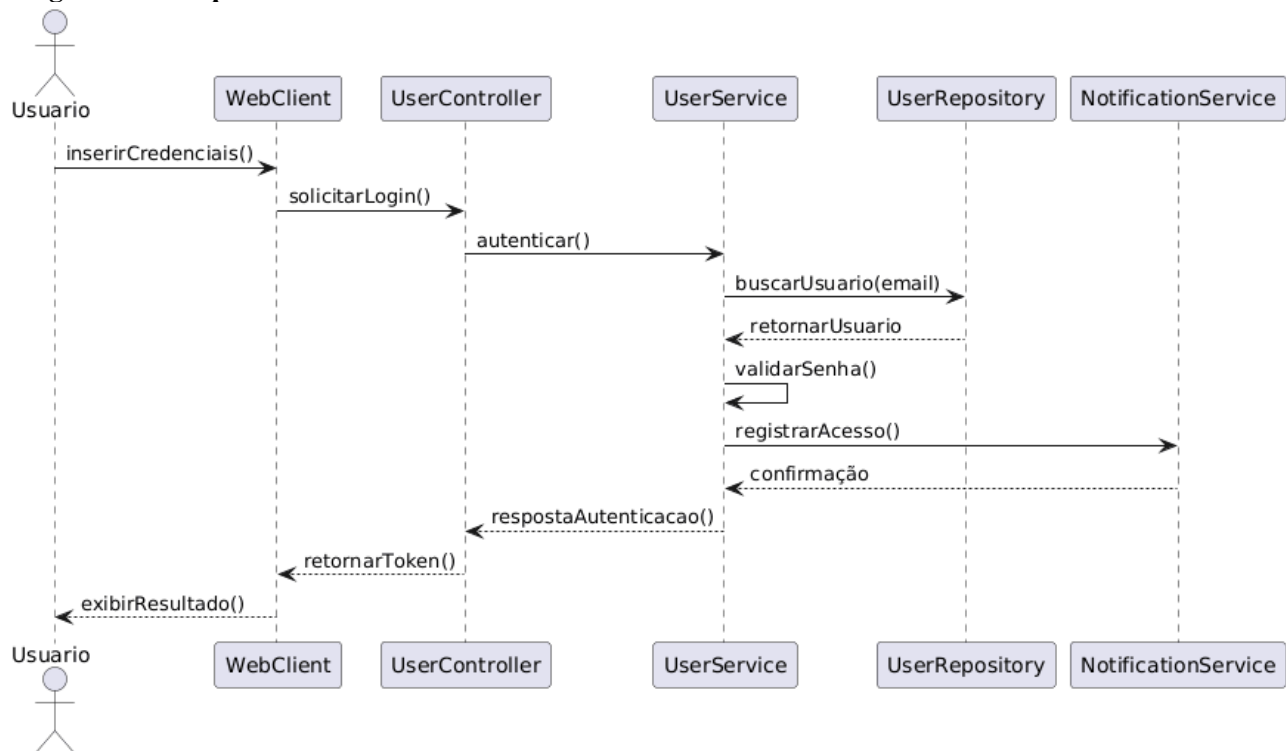 Usuario
WebClient
UserController
UserService
UserRepository
NotificationService
inserirCredenciais()
solicitarLogin()
autenticar()
buscarUsuario(email)
retornarUsuario
validarSenha()
registrarAcesso()
confirmação
respostaAutenticacao()
retornarToken()
exibirResultado()
Usuario
WebClient
UserController
UserService
UserRepository
NotificationService